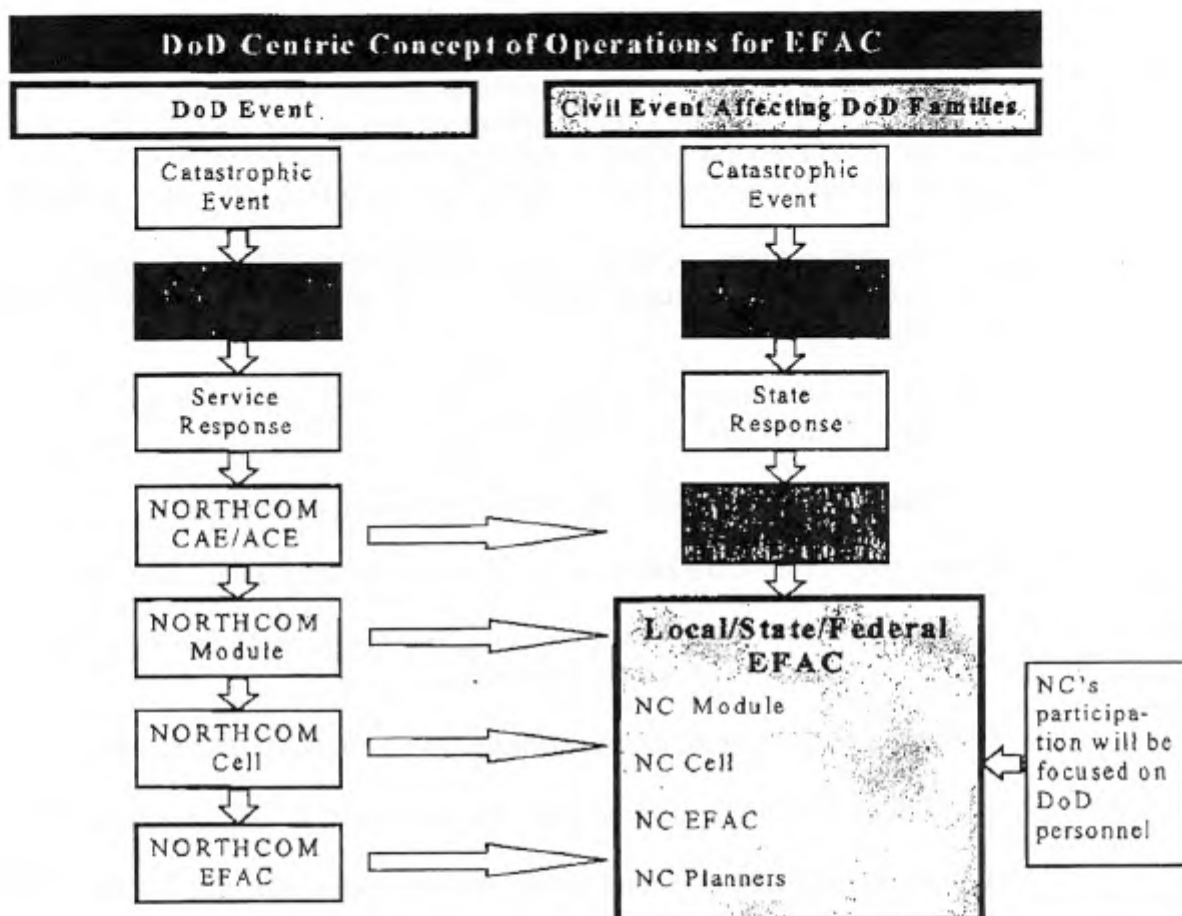 DoD Centric Concept of Operations for EFAC
DoD Event
Civil Event Affecting DoD Families
Catastrophic
Event
Catastrophic
Event
Service
Response
State
Response
NORTHCOM
CAE/ACE
NORTHCOM
Module
NORTHCOM
Cell
NORTHCOM
EFAC
Local/State/Federal
EFAC
NC Module
NC Cell
NC EFAC
NC Planners
NC's
participa-
tion will be
focused on
DoD
personnel